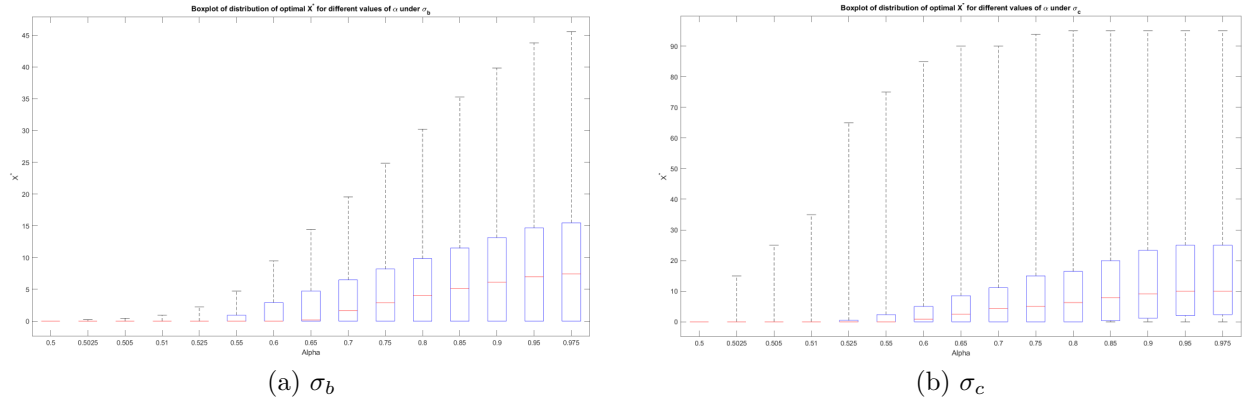 Boxplot of distribution of optimal X* for different values of α under σ_b
45
40
35
30
25
20
15
10
5
0
X*
0.5 0.5025 0.505 0.51 0.525 0.55 0.6 0.65 0.7 0.75 0.8 0.85 0.9 0.95 0.975
Alpha
(a) σ_b
Boxplot of distribution of optimal X* for different values of α under σ_c
90
80
70
60
50
40
30
20
10
0
X*
0.5 0.5025 0.505 0.51 0.525 0.55 0.6 0.65 0.7 0.75 0.8 0.85 0.9 0.95 0.975
Alpha
(b) σ_c